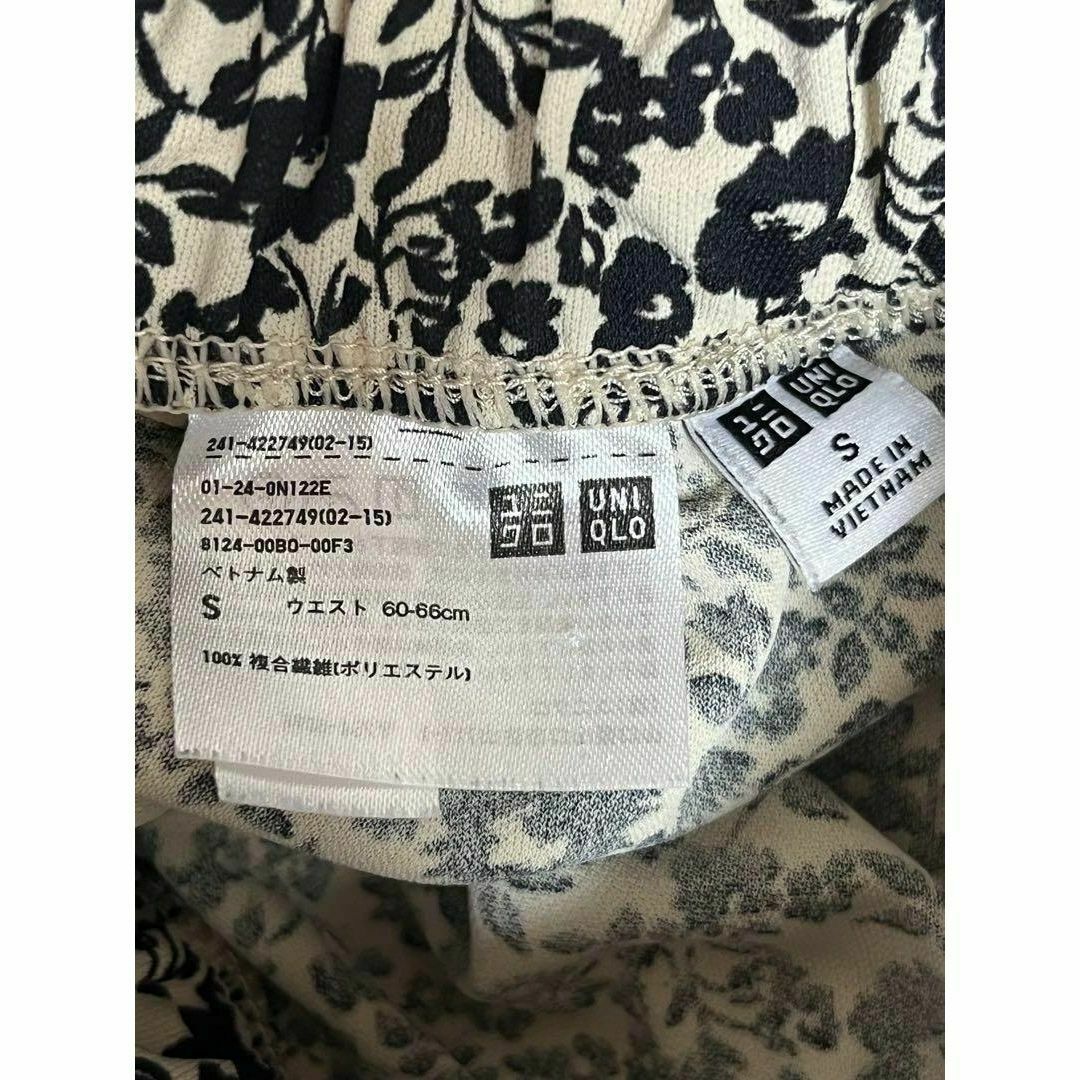 241-422749(02-15)
01-24-0N122E
241-422749(02-15)
8124-00B0-00F3
ベトナム製
S ウエスト 60-66cm
100% 複合繊維(ポリエステル)
ユニ
クロ
UNI
QLO
ユニ
クロ
UNI
QLO
S
MADE IN
VIETNAM